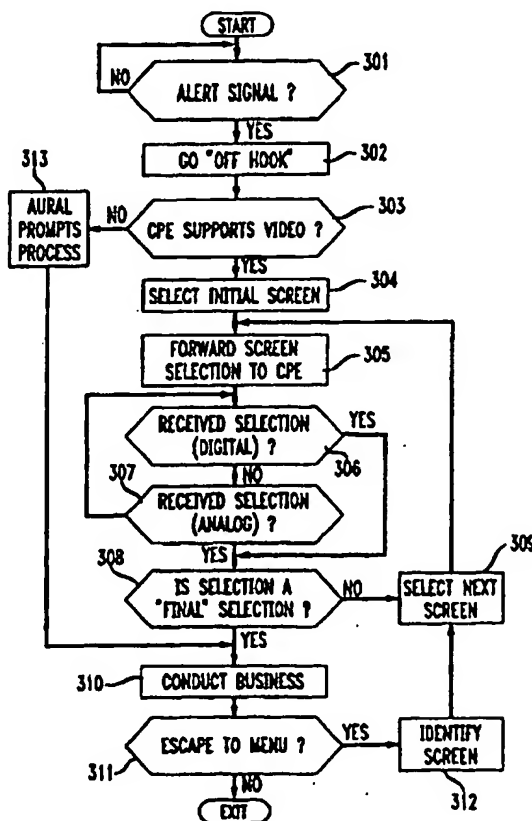 START
301
NO
ALERT SIGNAL ?
YES
313
GO "OFF HOOK"
302
AURAL
PROMPTS
PROCESS
NO
303
CPE SUPPORTS VIDEO ?
YES
304
SELECT INITIAL SCREEN
FORWARD SCREEN
SELECTION TO CPE
305
RECEIVED SELECTION
(DIGITAL) ?
YES
306
307
NO
RECEIVED SELECTION
(ANALOG) ?
308
YES
309
IS SELECTION A
"FINAL" SELECTION ?
NO
SELECT NEXT
SCREEN
YES
310
CONDUCT BUSINESS
ESCAPE TO MENU ?
YES
IDENTIFY
SCREEN
311
NO
312
EXIT